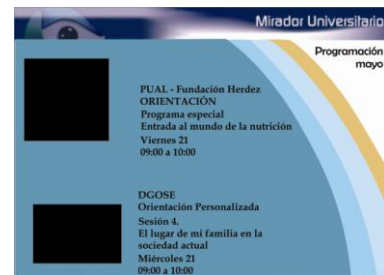 Mirador Universitario
Programación
mayo
PUAL - Fundación Herdez
ORIENTACIÓN
Programa especial
Entrada al mundo de la nutrición
Viernes 21
09:00 a 10:00
DGOSE
Orientación Personalizada
Sesión 4.
El lugar de mi familia en la
sociedad actual
Miércoles 21
09:00 a 10:00